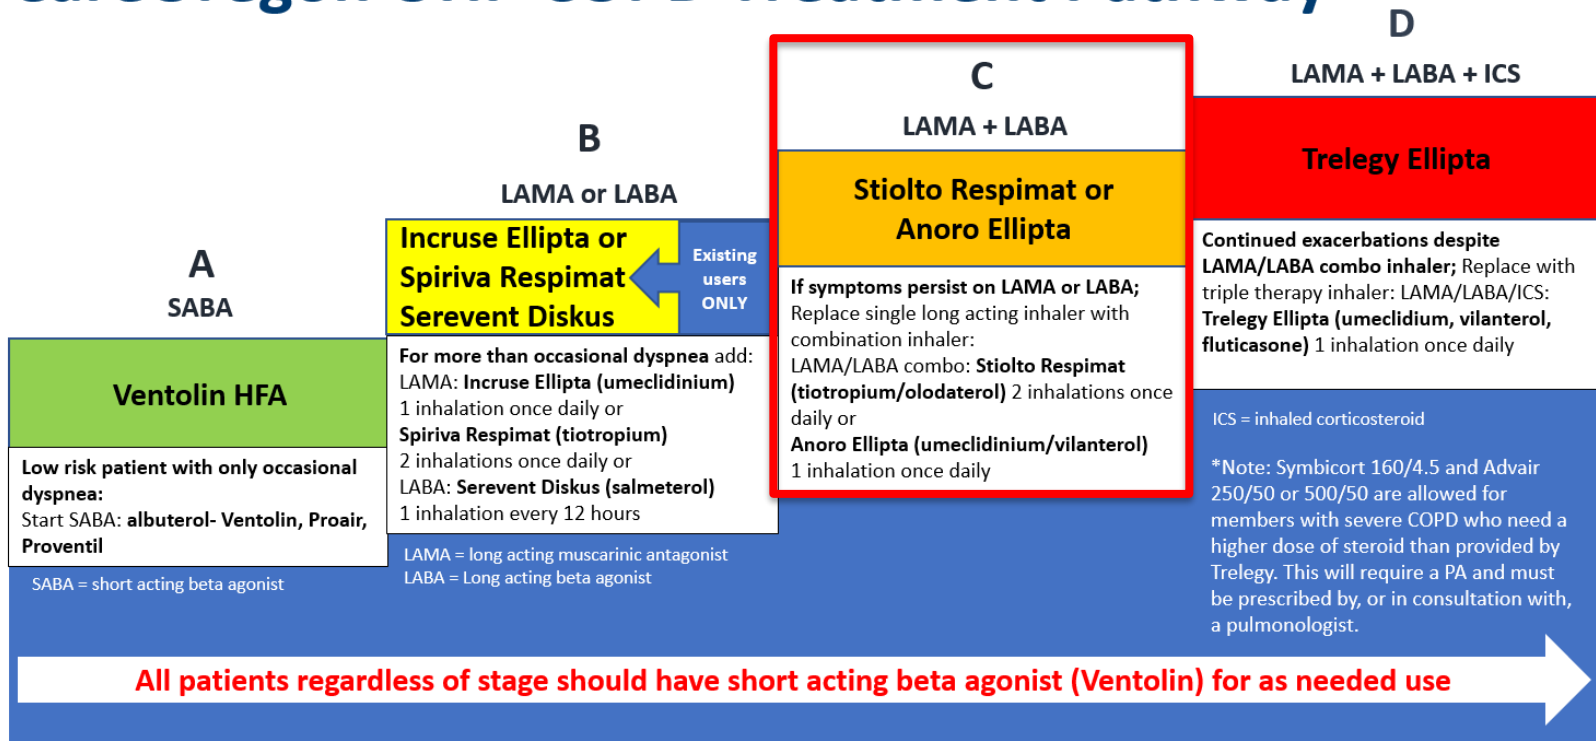 A
SABA
Ventolin HFA
Low risk patient with only occasional
dyspnea:
Start SABA: albuterol- Ventolin, Proair,
Proventil
SABA = short acting beta agonist
B
LAMA or LABA
Incruse Ellipta or
Spiriva Respimat
Serevent Diskus
Existing
users
ONLY
For more than occasional dyspnea add:
LAMA: Incruse Ellipta (umeclidinium)
1 inhalation once daily or
Spiriva Respimat (tiotropium)
2 inhalations once daily or
LABA: Serevent Diskus (salmeterol)
1 inhalation every 12 hours
LAMA = long acting muscarinic antagonist
LABA = Long acting beta agonist
C
LAMA + LABA
Stiolto Respimat or
Anoro Ellipta
If symptoms persist on LAMA or LABA;
Replace single long acting inhaler with
combination inhaler:
LAMA/LABA combo: Stiolto Respimat
(tiotropium/olodaterol) 2 inhalations once
daily or
Anoro Ellipta (umeclidinium/vilanterol)
1 inhalation once daily
D
LAMA + LABA + ICS
Trelegy Ellipta
Continued exacerbations despite
LAMA/LABA combo inhaler; Replace with
triple therapy inhaler: LAMA/LABA/ICS:
Trelegy Ellipta (umeclidium, vilanterol,
fluticasone) 1 inhalation once daily
ICS = inhaled corticosteroid
*Note: Symbicort 160/4.5 and Advair
250/50 or 500/50 are allowed for
members with severe COPD who need a
higher dose of steroid than provided by
Trelegy. This will require a PA and must
be prescribed by, or in consultation with,
a pulmonologist.
All patients regardless of stage should have short acting beta agonist (Ventolin) for as needed use